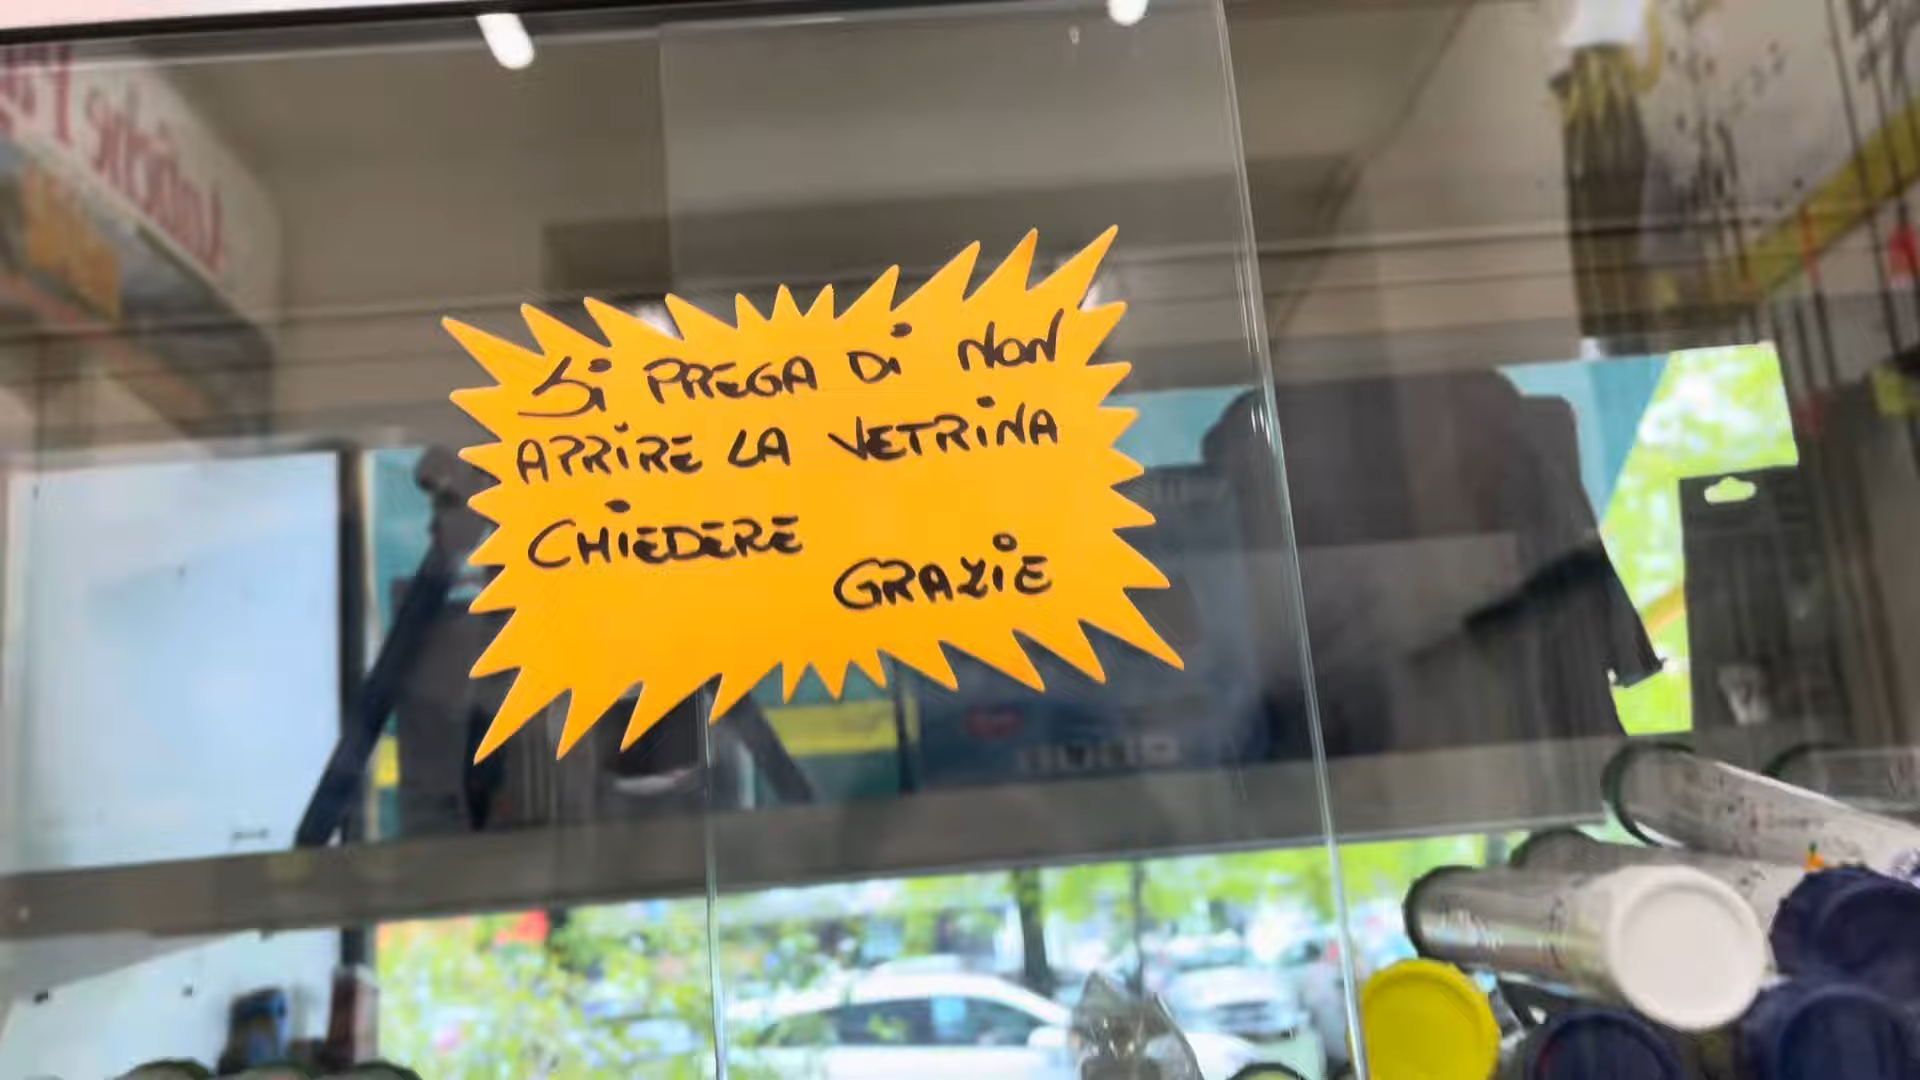 Si PREGA Di NON
APRIRE LA VETRINA
CHIEDERE
GRAZIE